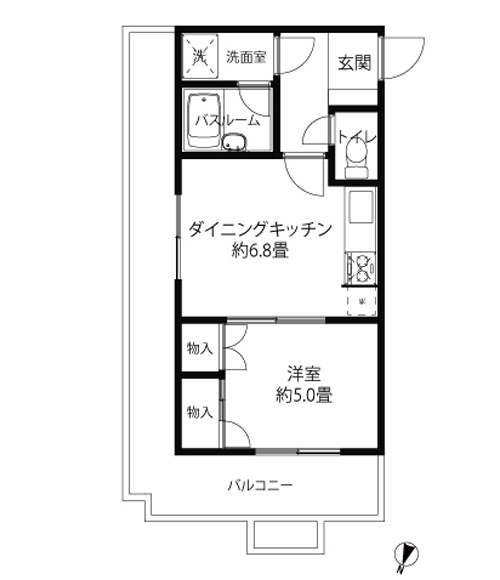 洗
洗面室
玄関
バスルーム
トイレ
ダイニングキッチン
約6.8畳
物入
洋室
約5.0畳
物入
バルコニー
N